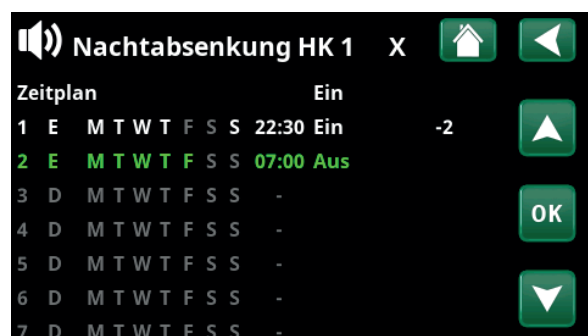 Nachtabsenkung HK 1 X
Zeitplan Ein
1 E M T W T F S S 22:30 Ein -2
2 E M T W T F S S 07:00 Aus
3 D M T W T F S S -
4 D M T W T F S S -
OK
5 D M T W T F S S -
6 D M T W T F S S -
7 D M T W T F S S -